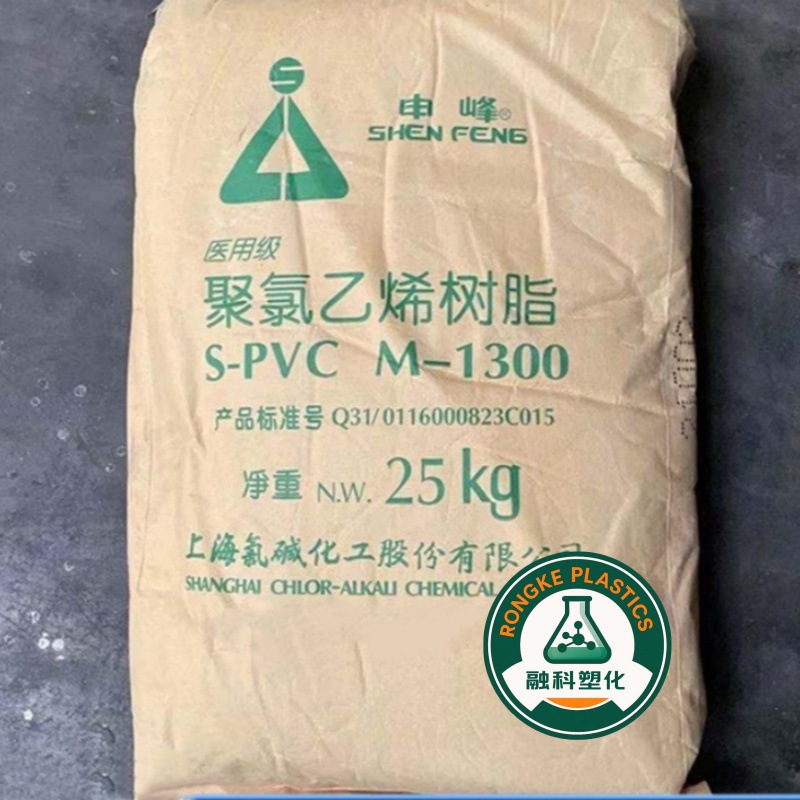 S
申峰®
SHEN FENG
医用级
聚氯乙烯树脂
S-PVC M-1300
产品标准号 Q31/0116000823C015
净重 N.W. 25kg
上海氯碱化工股份有限公司
SHANGHAI CHLOR-ALKALI CHEMICAL
RONGKE PLASTICS
融科塑化